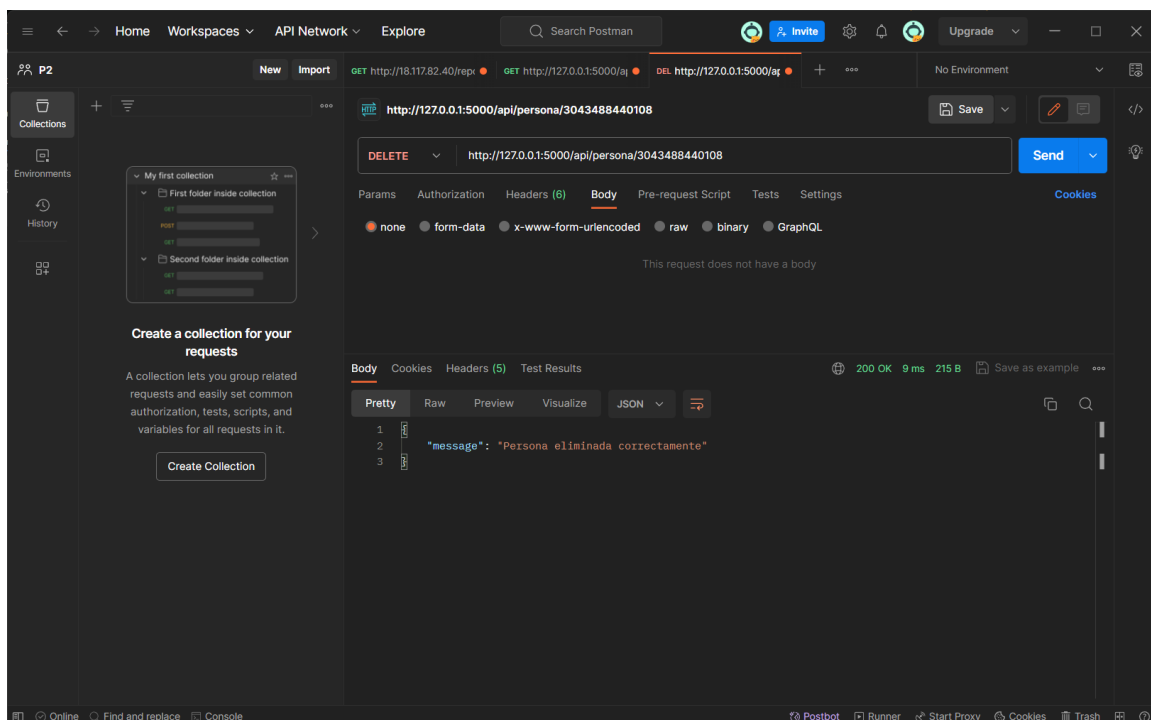 Home Workspaces API Network Explore Search Postman Invite Upgrade
P2 New Import GET http://18.117.82.40/rep GET http://127.0.0.1:5000/a DEL http://127.0.0.1:5000/a No Environment
Collections
Environments
History
My first collection
First folder inside collection
GET
POST
GET
Second folder inside collection
GET
GET
Create a collection for your
requests
A collection lets you group related
requests and easily set common
authorization, tests, scripts, and
variables for all requests in it.
Create Collection
HTTP http://127.0.0.1:5000/api/persona/3043488440108 Save
DELETE http://127.0.0.1:5000/api/persona/3043488440108 Send
Params Authorization Headers (6) Body Pre-request Script Tests Settings Cookies
none form-data x-www-form-urlencoded raw binary GraphQL
This request does not have a body
Body Cookies Headers (5) Test Results 200 OK 9 ms 215 B Save as example
Pretty Raw Preview Visualize JSON
1 {
2 "message": "Persona eliminada correctamente"
3 }
Online Find and replace Console Postbot Runner Start Proxy Cookies Trash